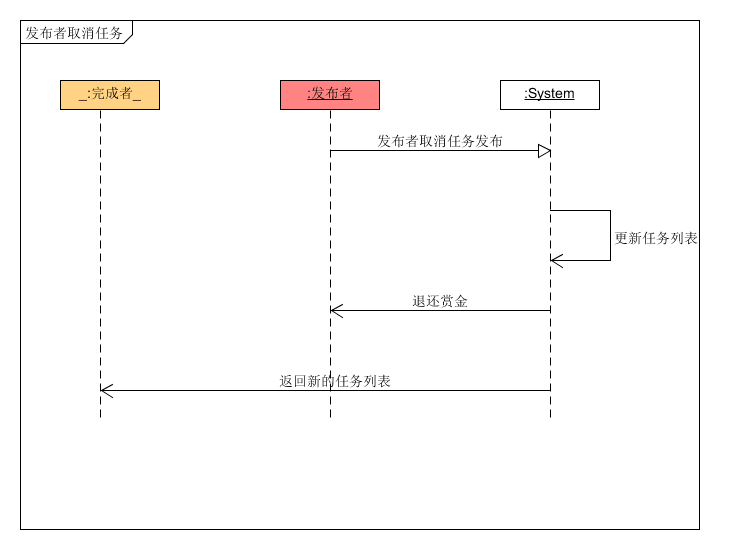 发布者取消任务
_:完成者_
:发布者
:System
发布者取消任务发布
更新任务列表
退还赏金
返回新的任务列表